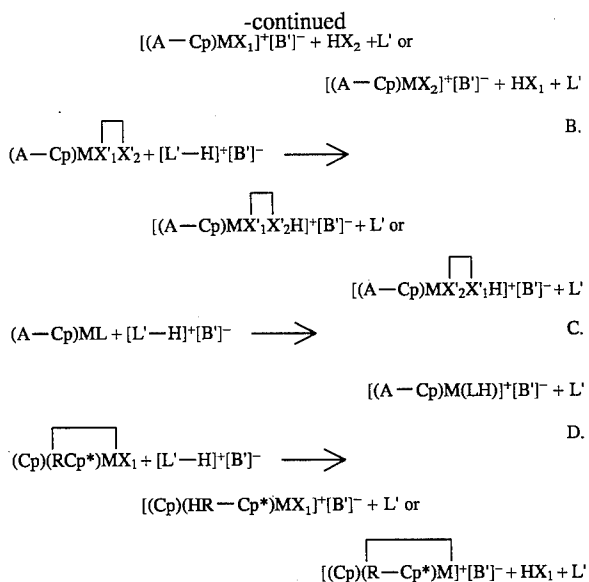 -continued
[(A—Cp)MX₁]⁺[B']⁻ + HX₂ +L' or
[(A—Cp)MX₂]⁺[B']⁻ + HX₁ + L'
B.
(A—Cp)MX'₁X'₂ + [L'—H]⁺[B']⁻
[(A—Cp)MX'₁X'₂H]⁺[B']⁻ + L' or
[(A—Cp)MX'₂X'₁H]⁺[B']⁻ + L'
C.
(A—Cp)ML + [L'—H]⁺[B']⁻
[(A—Cp)M(LH)]⁺[B']⁻ + L'
D.
(Cp)(RCp*)MX₁ + [L'—H]⁺[B']⁻
[(Cp)(HR—Cp*)MX₁]⁺[B']⁻ + L' or
[(Cp)(R—Cp*)M]⁺[B']⁻ + HX₁ + L'